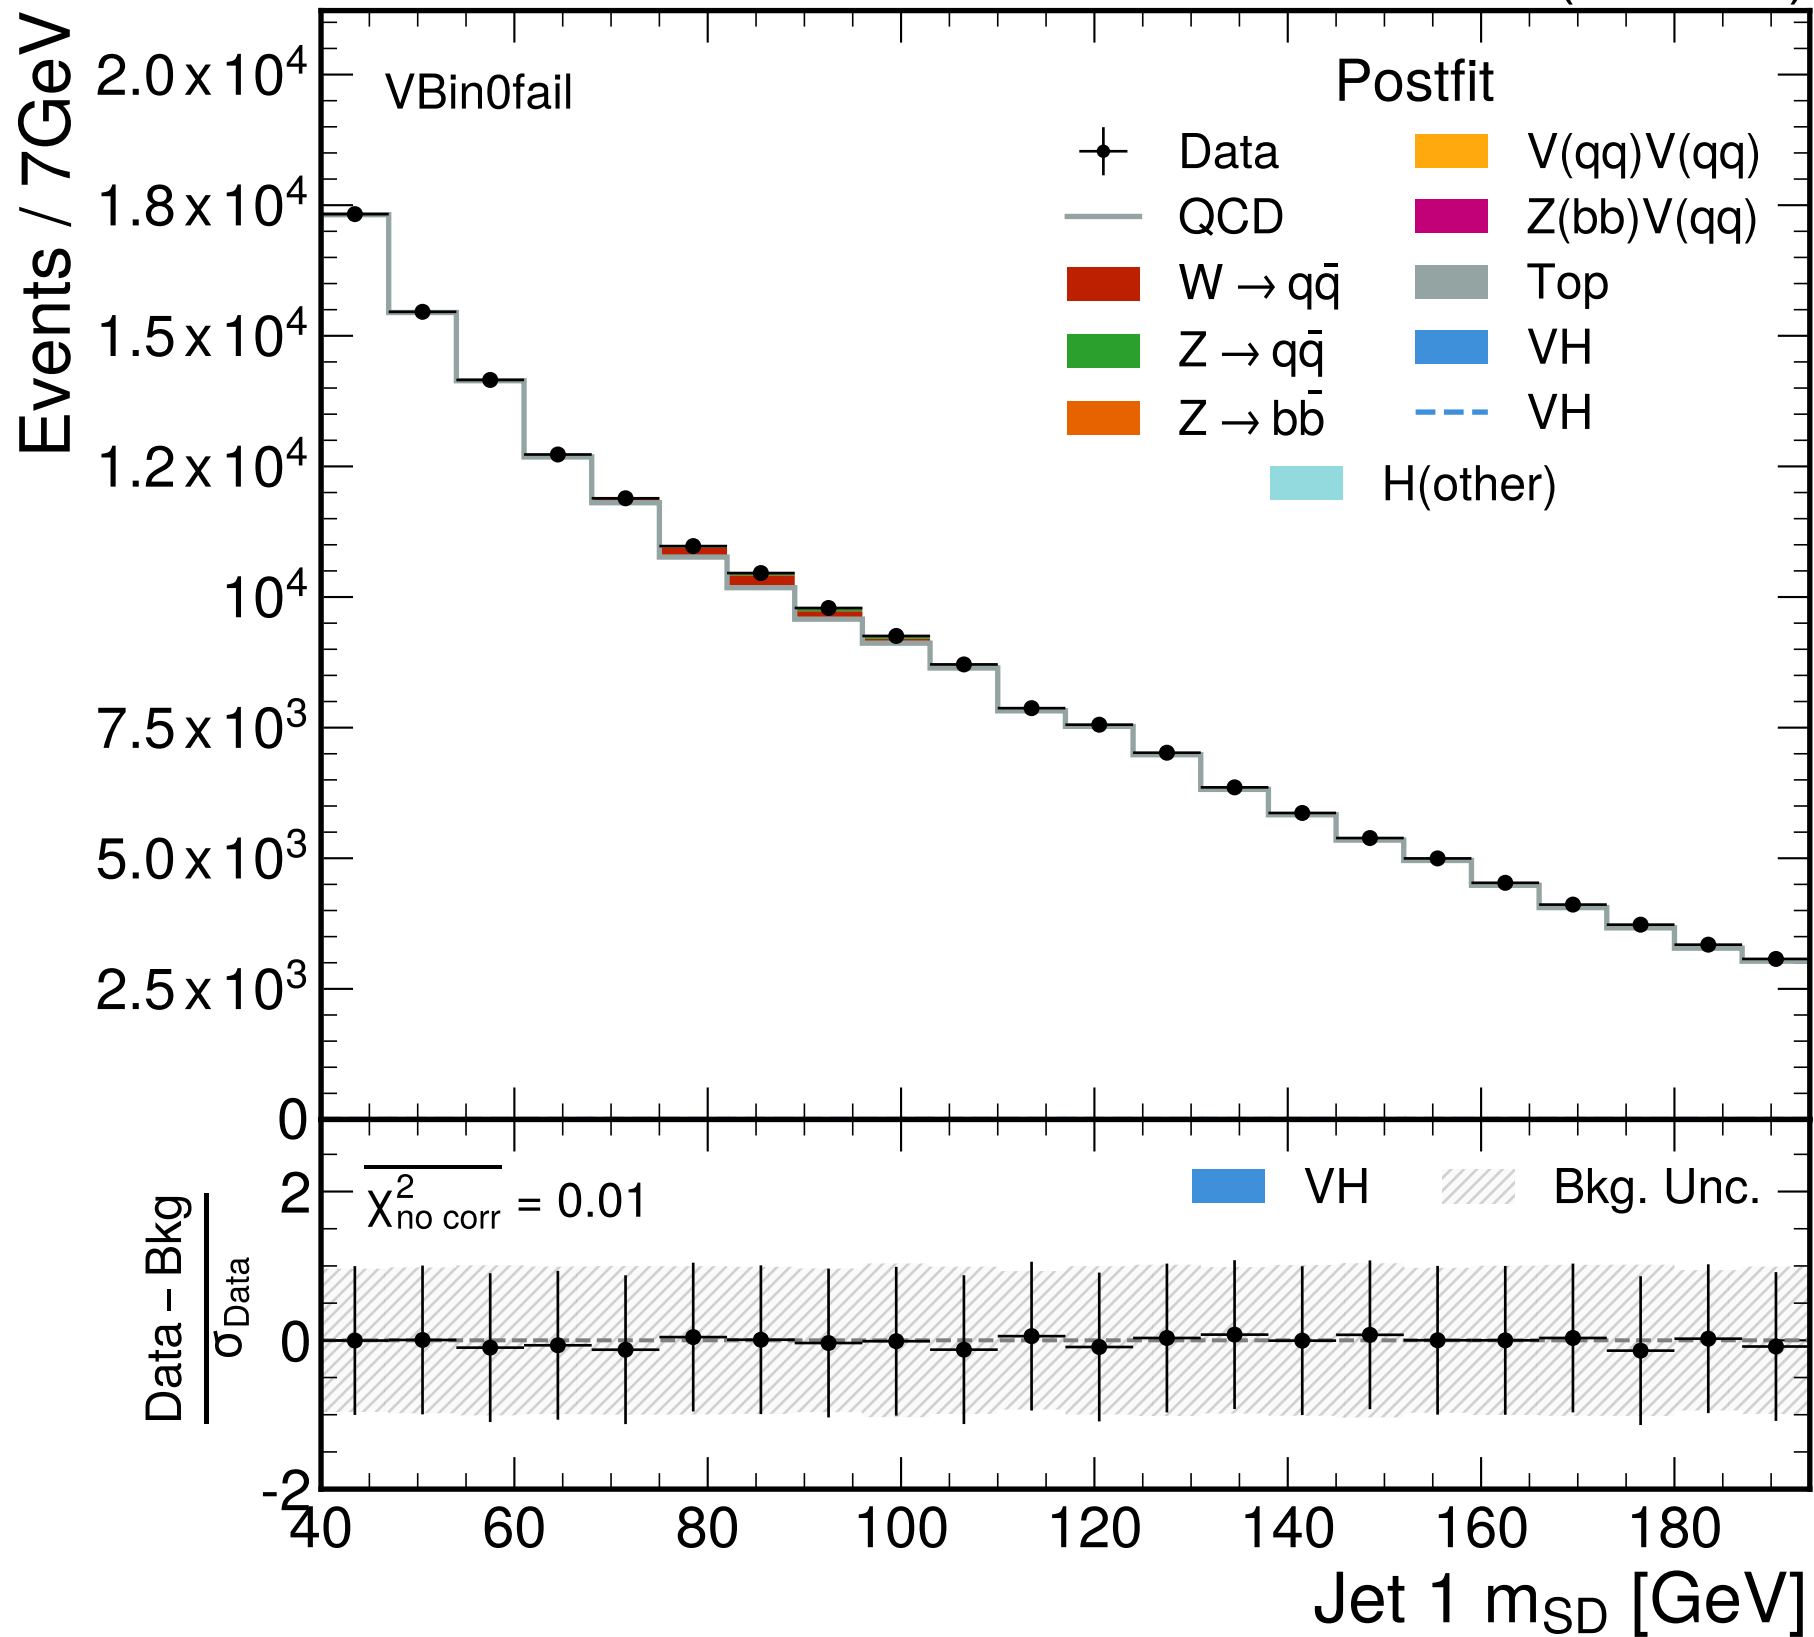 Events / 7GeV
2.0 x 10⁴
1.8 x 10⁴
1.5 x 10⁴
1.2 x 10⁴
10⁴
7.5 x 10³
5.0 x 10³
2.5 x 10³
0
VBin0fail
Postfit
Data
QCD
W → qq̄
Z → qq̄
Z → bb̄
V(qq)V(qq)
Z(bb)V(qq)
Top
VH
VH
H(other)
Data – Bkg
σ_Data
2
0
-2
χ²_no corr = 0.01
VH
Bkg. Unc.
40 60 80 100 120 140 160 180
Jet 1 m_SD [GeV]